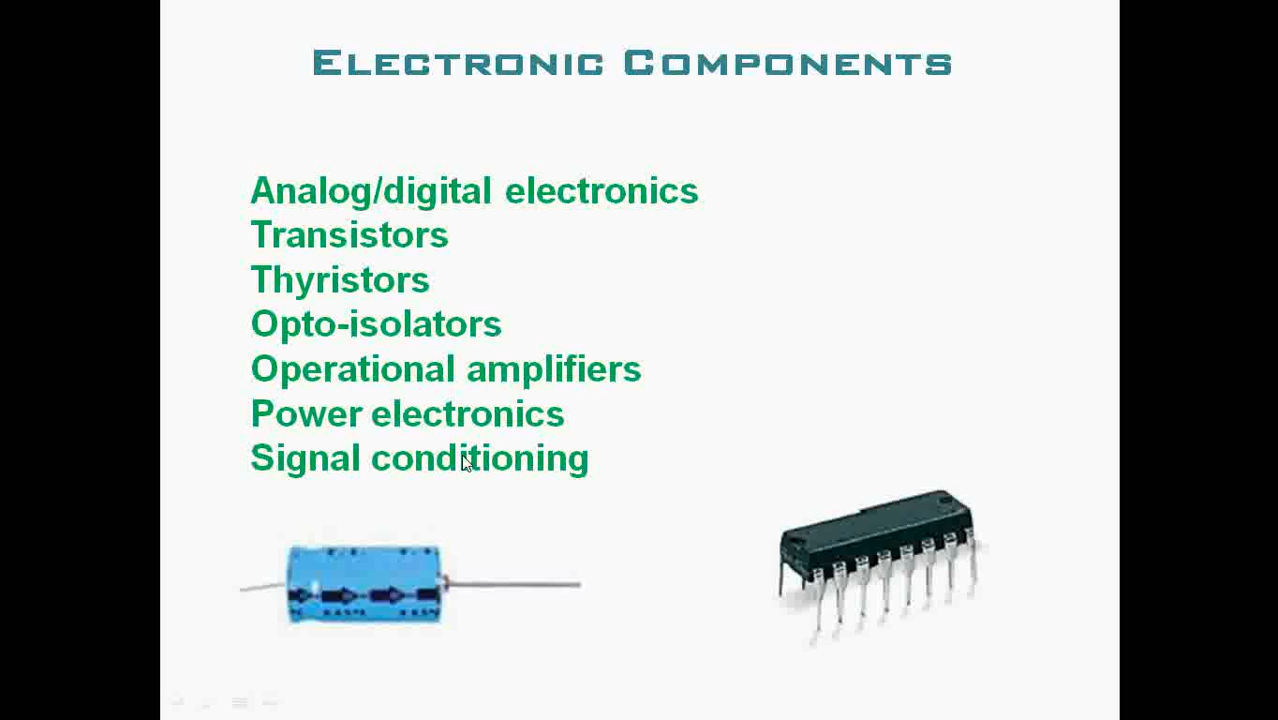 Electronic Components
Analog/digital electronics
Transistors
Thyristors
Opto-isolators
Operational amplifiers
Power electronics
Signal conditioning